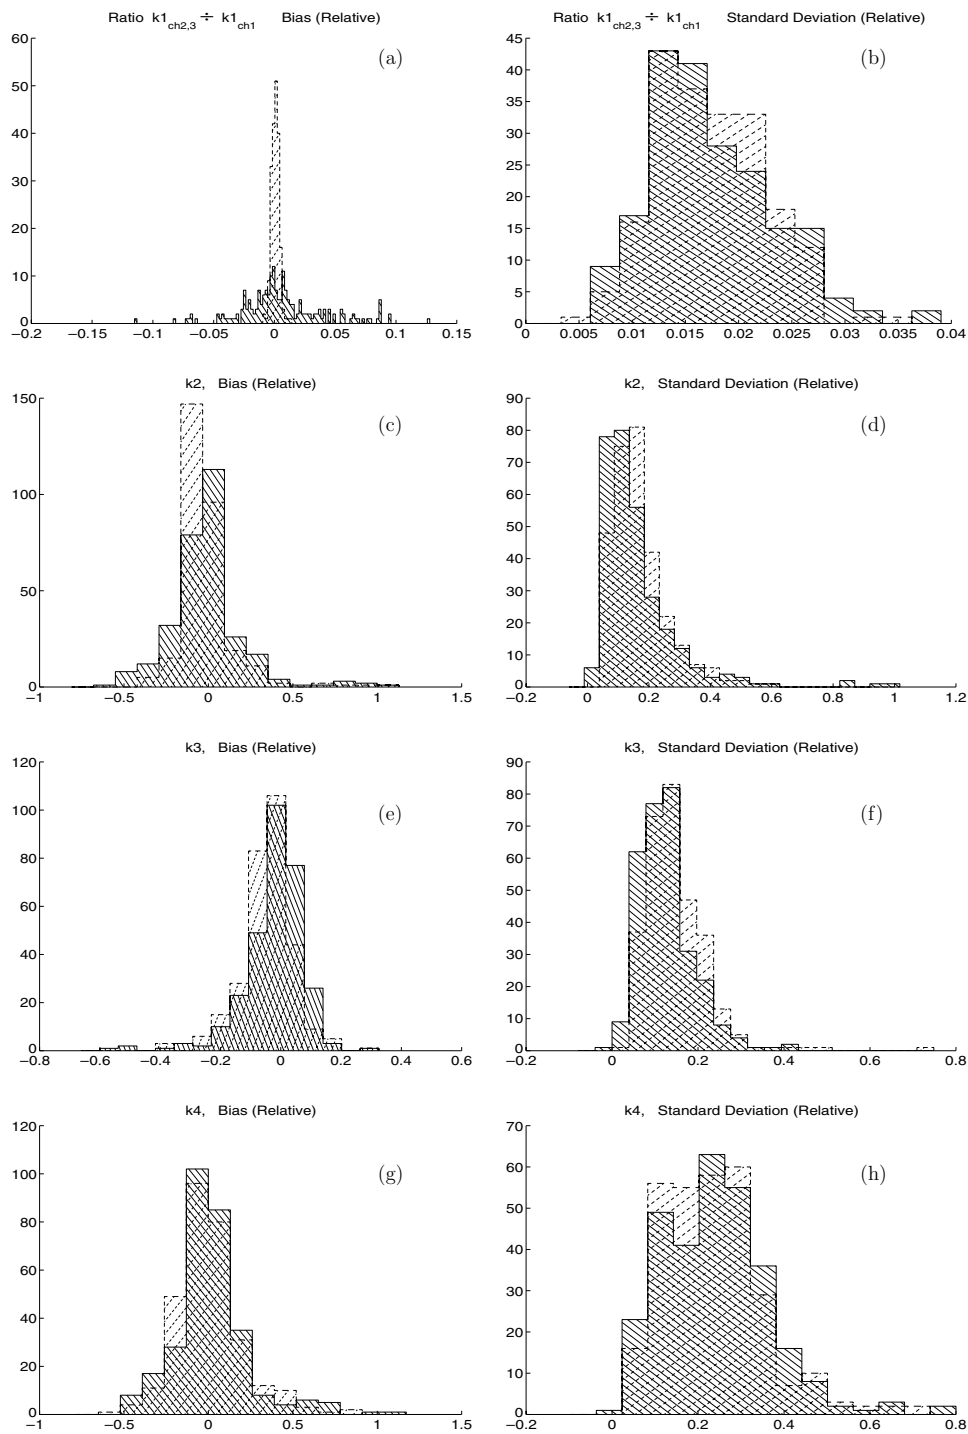 Ratio k1ch2,3 ÷ k1ch1 Bias (Relative)
(a)
60
50
40
30
20
10
0
−0.2 −0.15 −0.1 −0.05 0 0.05 0.1 0.15
Ratio k1ch2,3 ÷ k1ch1 Standard Deviation (Relative)
(b)
45
40
35
30
25
20
15
10
5
0
0 0.005 0.01 0.015 0.02 0.025 0.03 0.035 0.04
k2, Bias (Relative)
(c)
150
100
50
0
−1 −0.5 0 0.5 1 1.5
k2, Standard Deviation (Relative)
(d)
90
80
70
60
50
40
30
20
10
0
−0.2 0 0.2 0.4 0.6 0.8 1 1.2
k3, Bias (Relative)
(e)
120
100
80
60
40
20
0
−0.8 −0.6 −0.4 −0.2 0 0.2 0.4 0.6
k3, Standard Deviation (Relative)
(f)
90
80
70
60
50
40
30
20
10
0
−0.2 0 0.2 0.4 0.6 0.8
k4, Bias (Relative)
(g)
120
100
80
60
40
20
0
−1 −0.5 0 0.5 1 1.5
k4, Standard Deviation (Relative)
(h)
70
60
50
40
30
20
10
0
−0.2 0 0.2 0.4 0.6 0.8